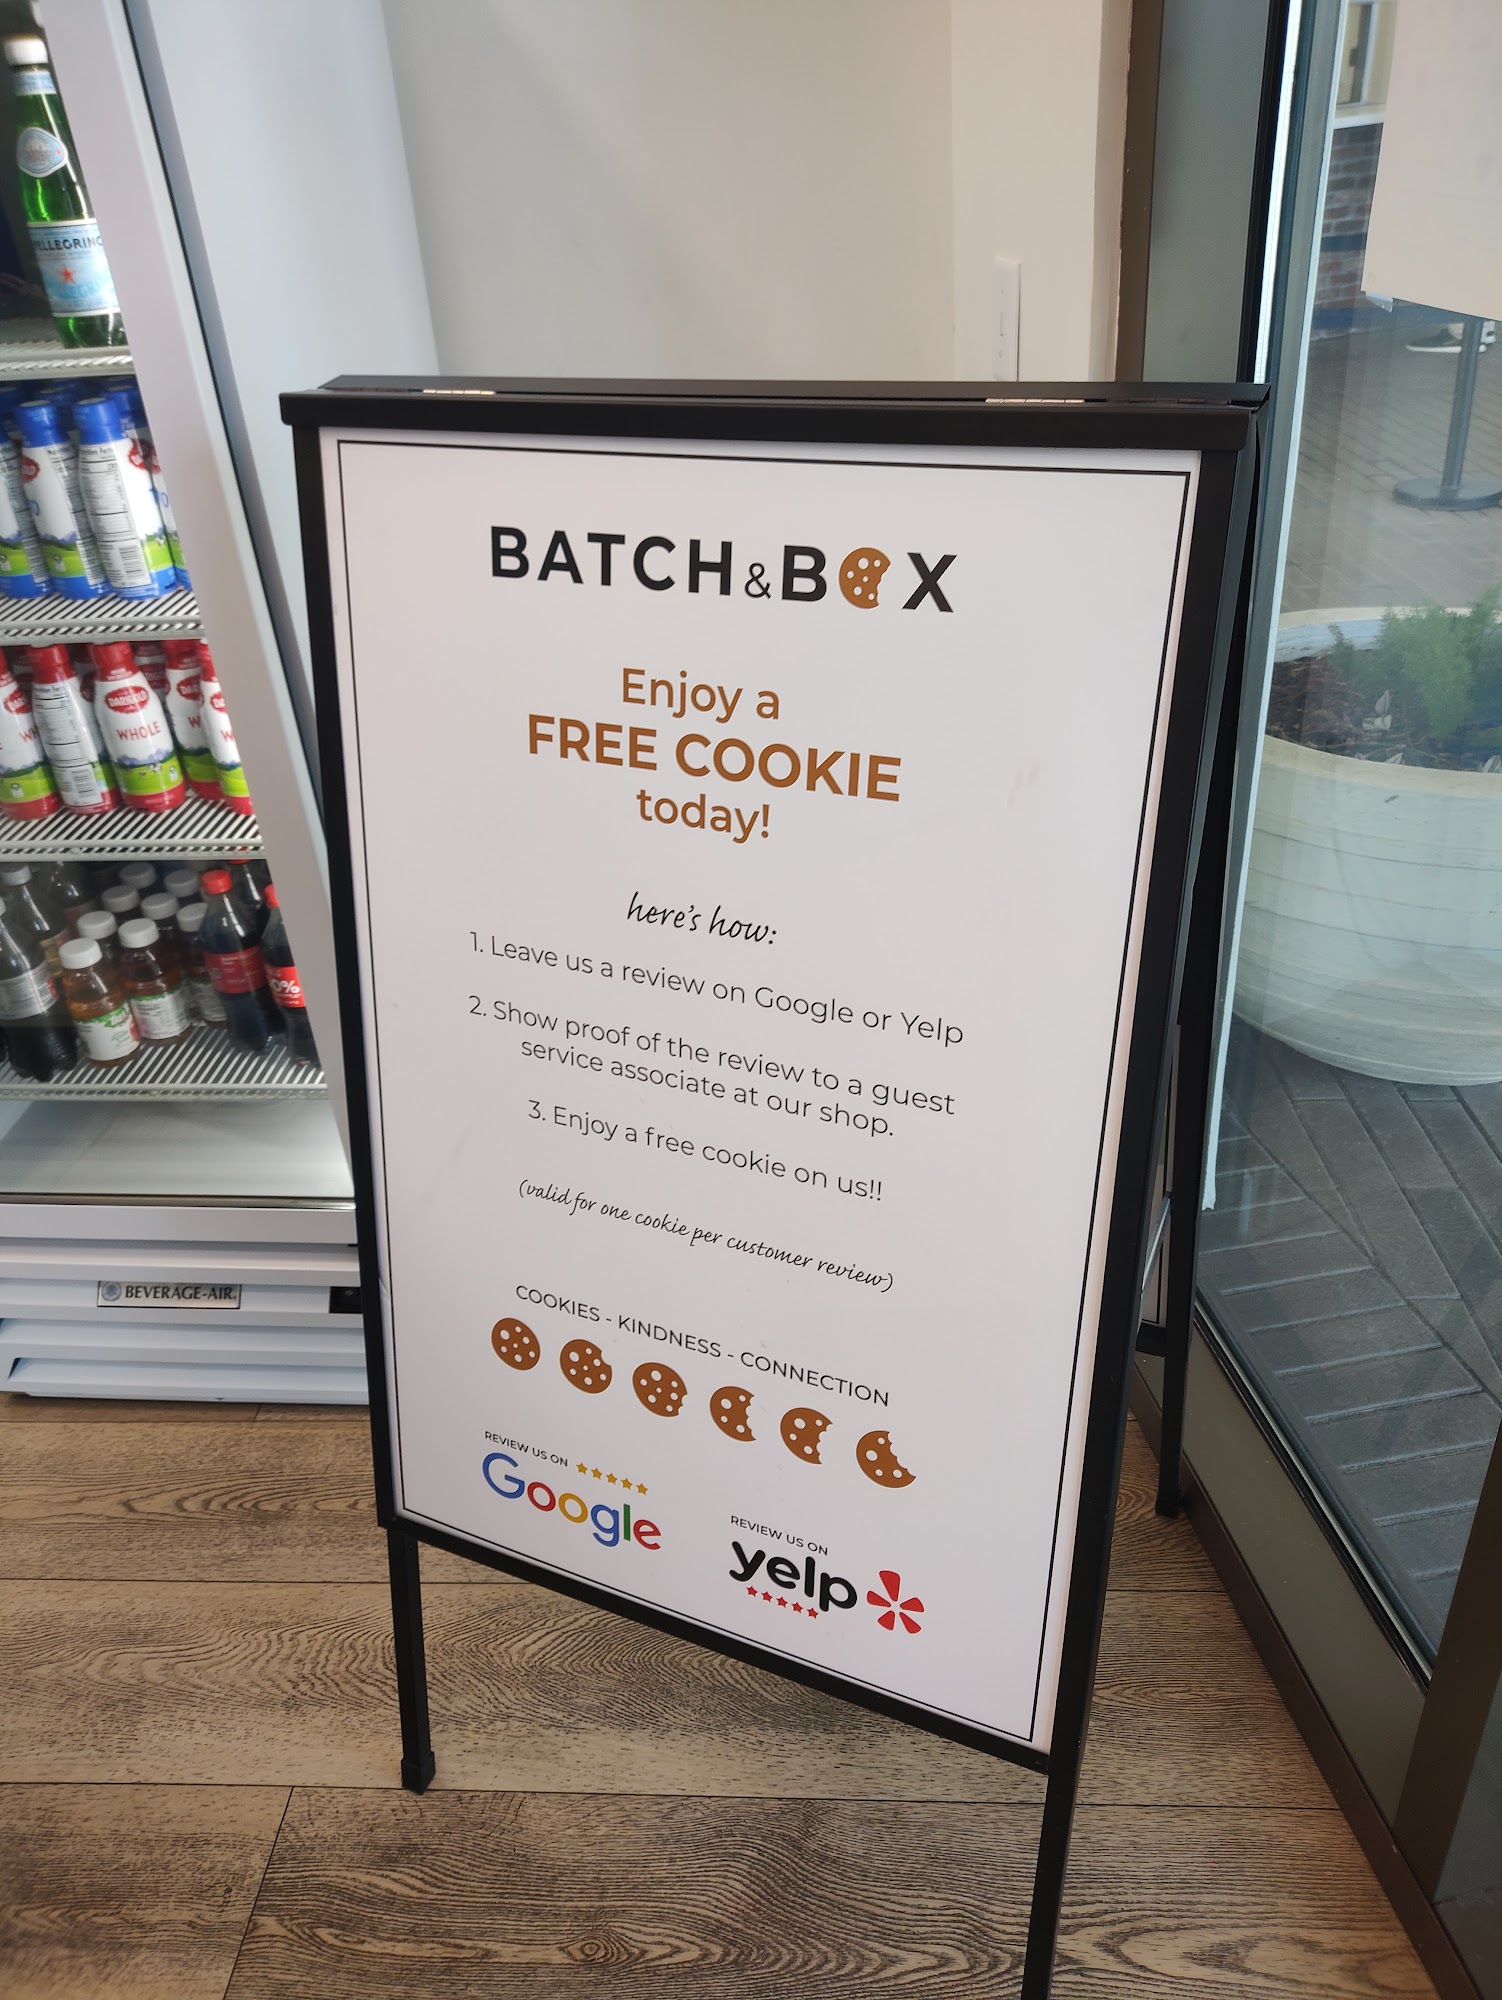 BATCH & BOX
Enjoy a
FREE COOKIE
today!
here's how:
1. Leave us a review on Google or Yelp
2. Show proof of the review to a guest
service associate at our shop.
3. Enjoy a free cookie on us!!
(valid for one cookie per customer review)
COOKIES - KINDNESS - CONNECTION
REVIEW US ON
Google
REVIEW US ON
yelp
PELLEGRINO
DARIGOLD
WHOLE
BEVERAGE-AIR.